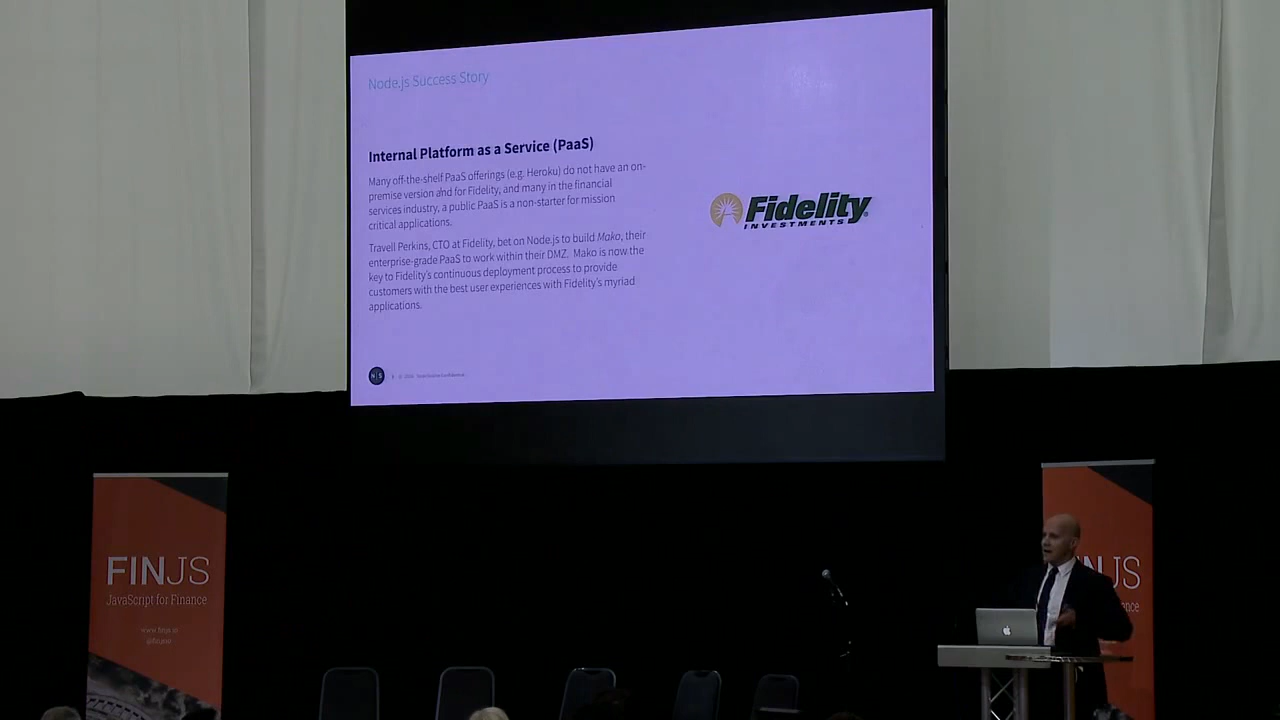 Node.js Success Story
Internal Platform as a Service (PaaS)
Many off-the-shelf PaaS offerings (e.g. Heroku) do not have an on-
premise version and for Fidelity, and many in the financial
services industry, a public PaaS is a non-starter for mission
critical applications.
Travell Perkins, CTO at Fidelity, bet on Node.js to build Mako, their
enterprise-grade PaaS to work within their DMZ. Mako is now the
key to Fidelity's continuous deployment process to provide
customers with the best user experiences with Fidelity's myriad
applications.
Fidelity
INVESTMENTS
N|S
FINJS
JavaScript for Finance
NJS
ence